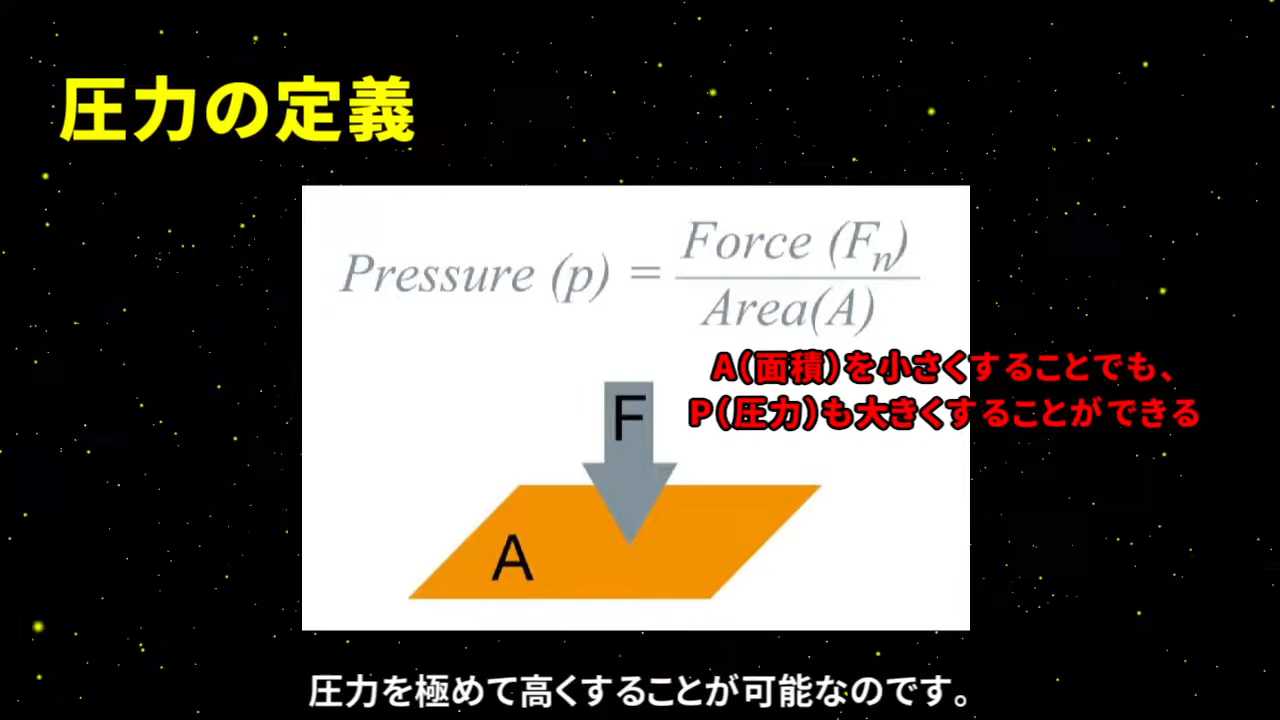 圧力の定義
Pressure (p) = Force (Fn) / Area(A)
A（面積）を小さくすることでも、
P（圧力）も大きくすることができる
F
A
圧力を極めて高くすることが可能なのです。